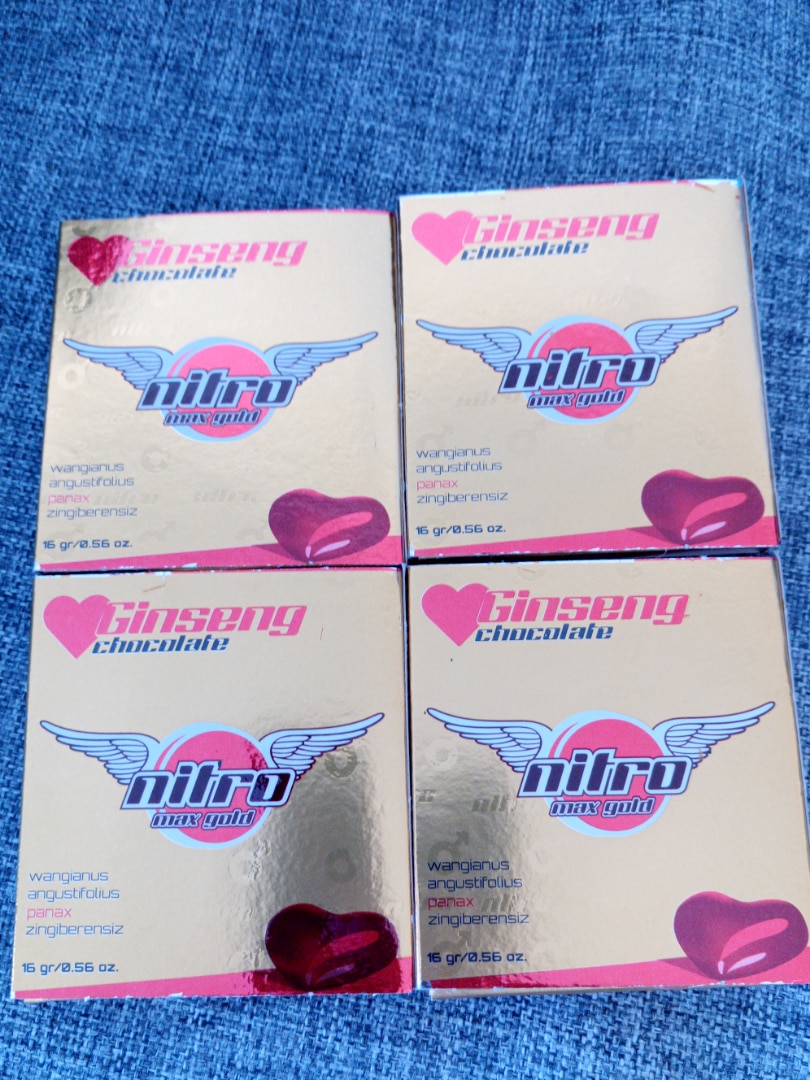 Ginseng
chocolate
nitro
max gold
wangianus
angustifolius
panax
zingiberensiz
16 gr/0.56 oz.
Ginseng
chocolate
nitro
max gold
wangianus
angustifolius
panax
zingiberensiz
16 gr/0.56 oz.
Ginseng
chocolate
nitro
max gold
wangianus
angustifolius
panax
zingiberensiz
16 gr/0.56 oz.
Ginseng
chocolate
nitro
max gold
wangianus
angustifolius
panax
zingiberensiz
16 gr/0.56 oz.